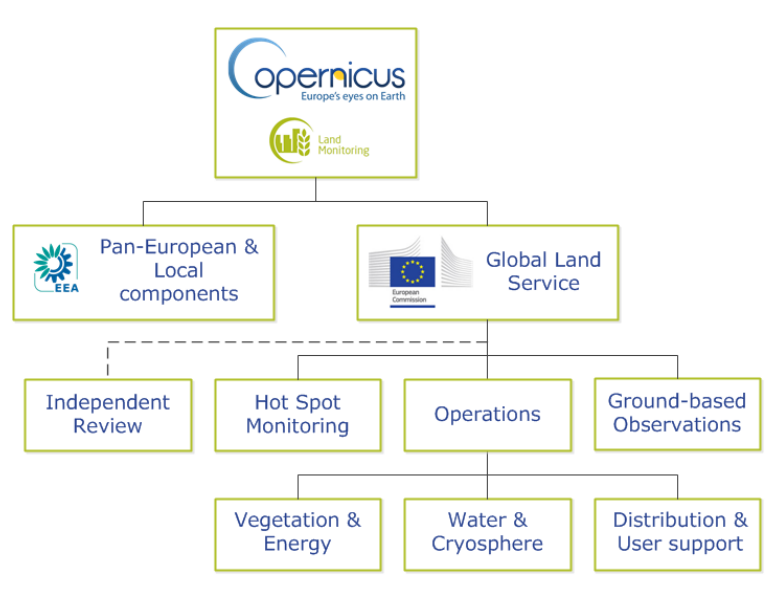 Copernicus
Europe's eyes on Earth
Land
Monitoring
EEA
Pan-European &
Local
components
European
Commission
Global Land
Service
Independent
Review
Hot Spot
Monitoring
Operations
Ground-based
Observations
Vegetation &
Energy
Water &
Cryosphere
Distribution &
User support